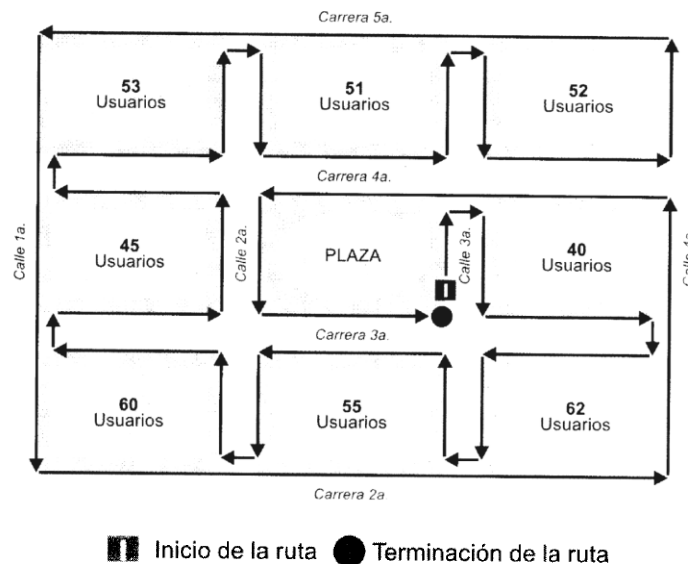 Carrera 5a.
53
Usuarios
51
Usuarios
52
Usuarios
Carrera 4a.
Calle 1a.
45
Usuarios
Calle 2a.
PLAZA
Calle 3a.
40
Usuarios
Calle 4a.
Carrera 3a.
60
Usuarios
55
Usuarios
62
Usuarios
Carrera 2a
Inicio de la ruta
Terminación de la ruta